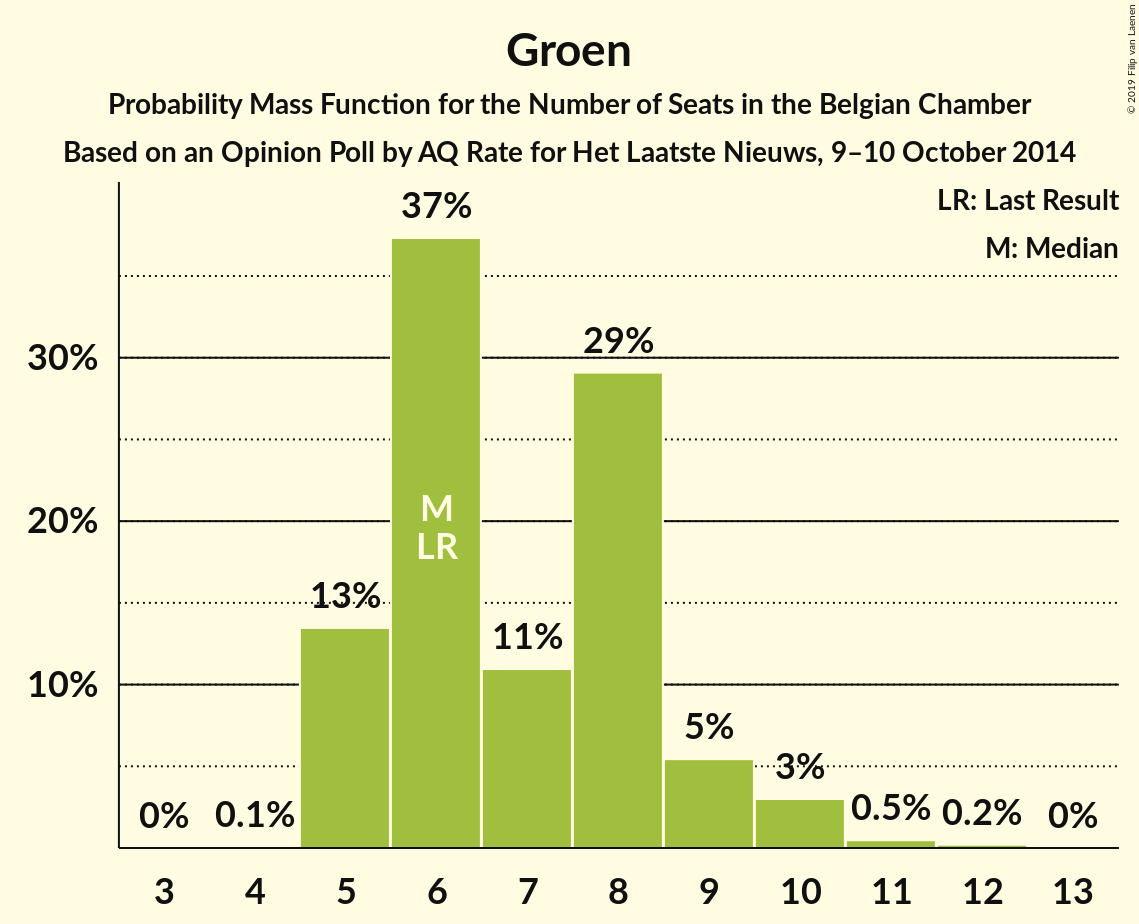 © 2019 Filip van Laenen
Groen
Probability Mass Function for the Number of Seats in the Belgian Chamber
Based on an Opinion Poll by AQ Rate for Het Laatste Nieuws, 9–10 October 2014
LR: Last Result
M: Median
37%
30%
29%
20%
M
LR
13%
11%
10%
5%
3%
0%
0.1%
0.5%
0.2%
0%
3 4 5 6 7 8 9 10 11 12 13